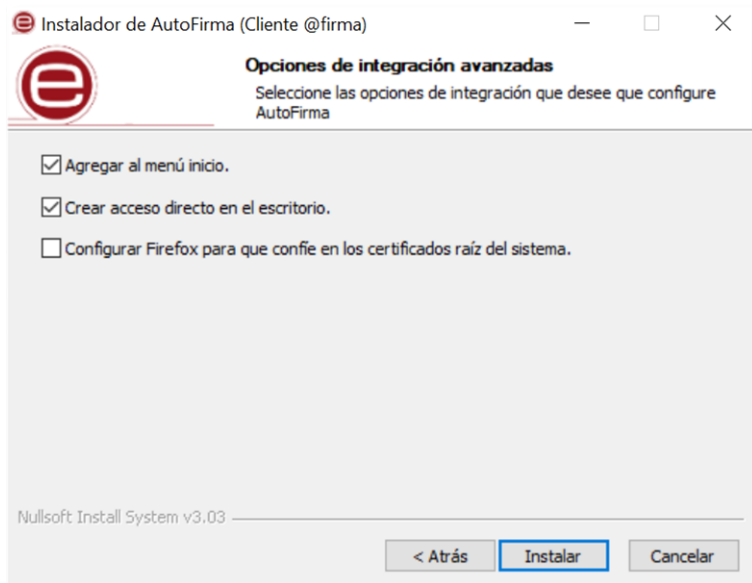 Instalador de AutoFirma (Cliente @firma)
Opciones de integración avanzadas
Seleccione las opciones de integración que desee que configure
AutoFirma
Agregar al menú inicio.
Crear acceso directo en el escritorio.
Configurar Firefox para que confíe en los certificados raíz del sistema.
Nullsoft Install System v3.03
< Atrás
Instalar
Cancelar